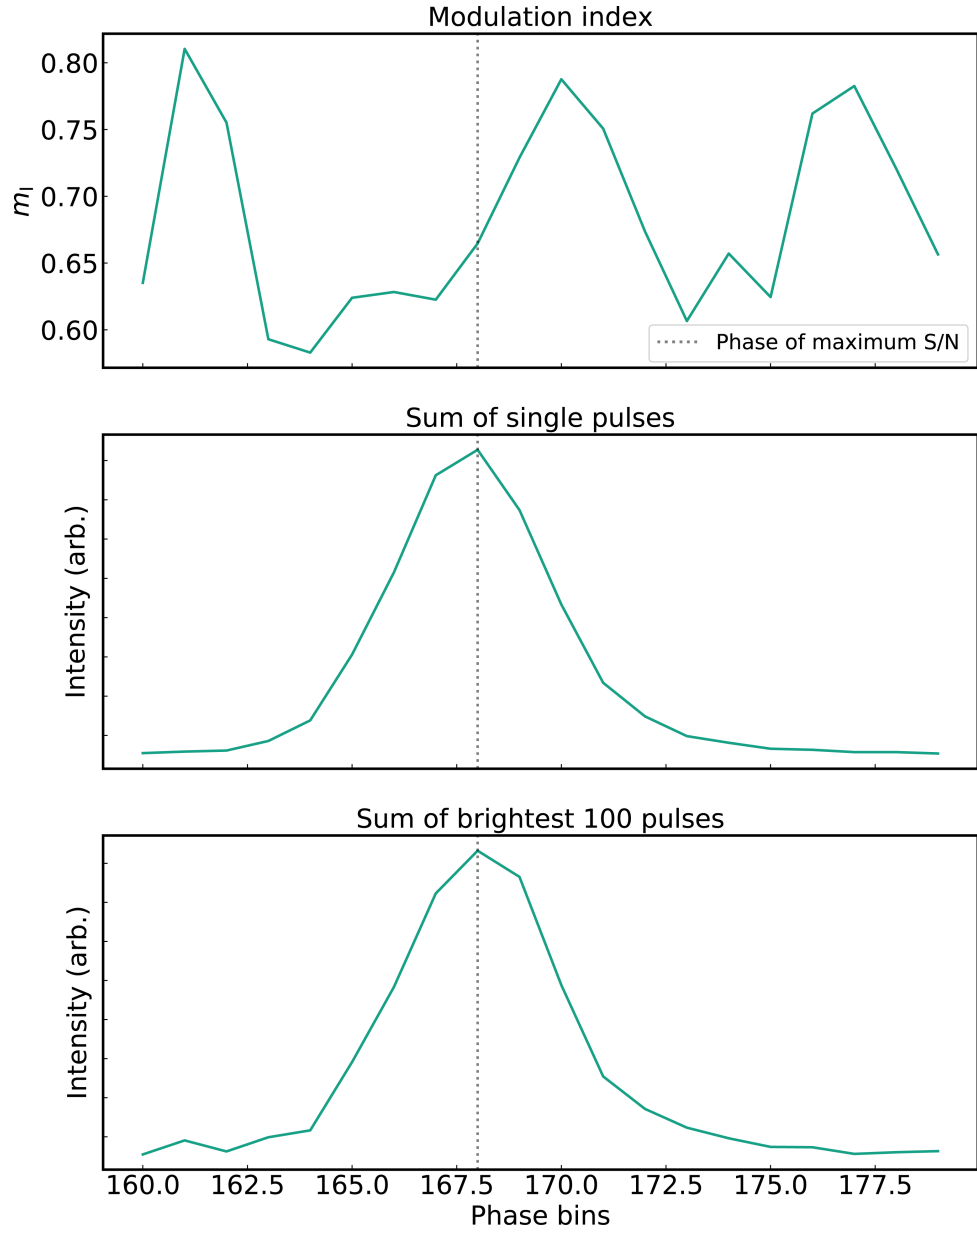 Modulation index
0.80
0.75
0.70
0.65
0.60
m_I
Phase of maximum S/N
Sum of single pulses
Intensity (arb.)
Sum of brightest 100 pulses
Intensity (arb.)
160.0 162.5 165.0 167.5 170.0 172.5 175.0 177.5
Phase bins